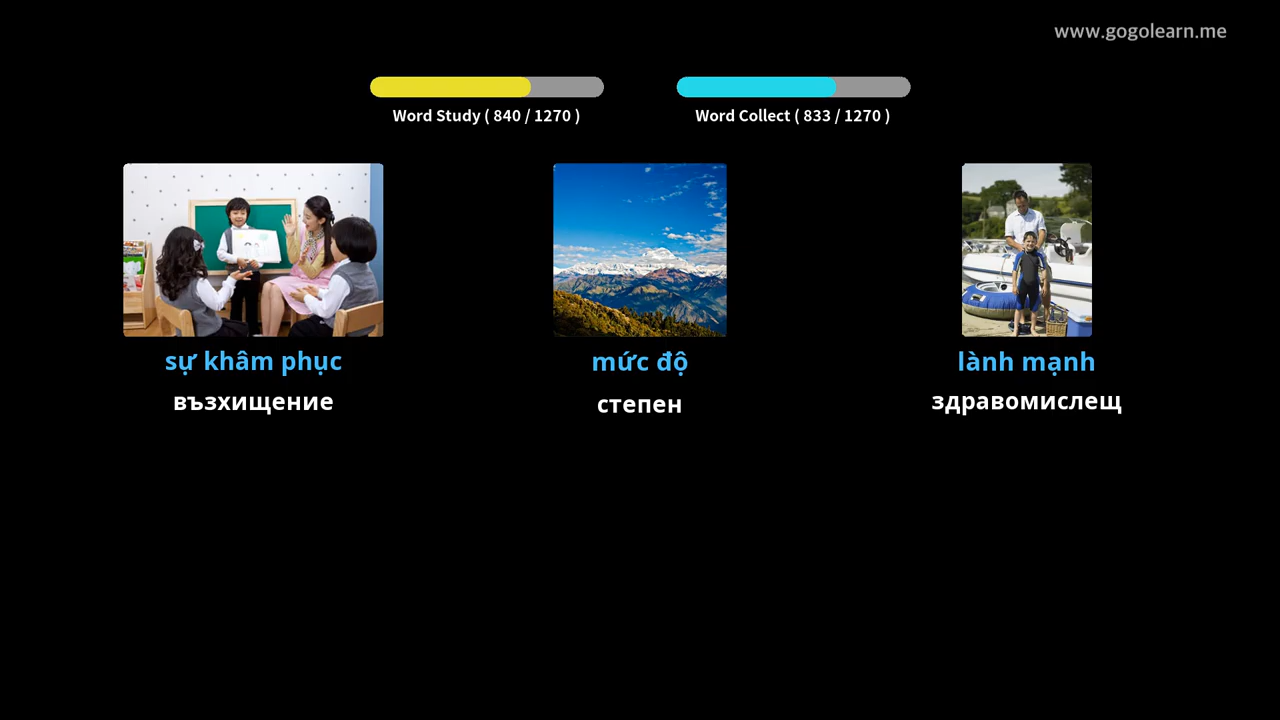 www.gogolearn.me
Word Study ( 840 / 1270 )
Word Collect ( 833 / 1270 )
sự khâm phục
mức độ
lành mạnh
възхищение
степен
здравомислещ